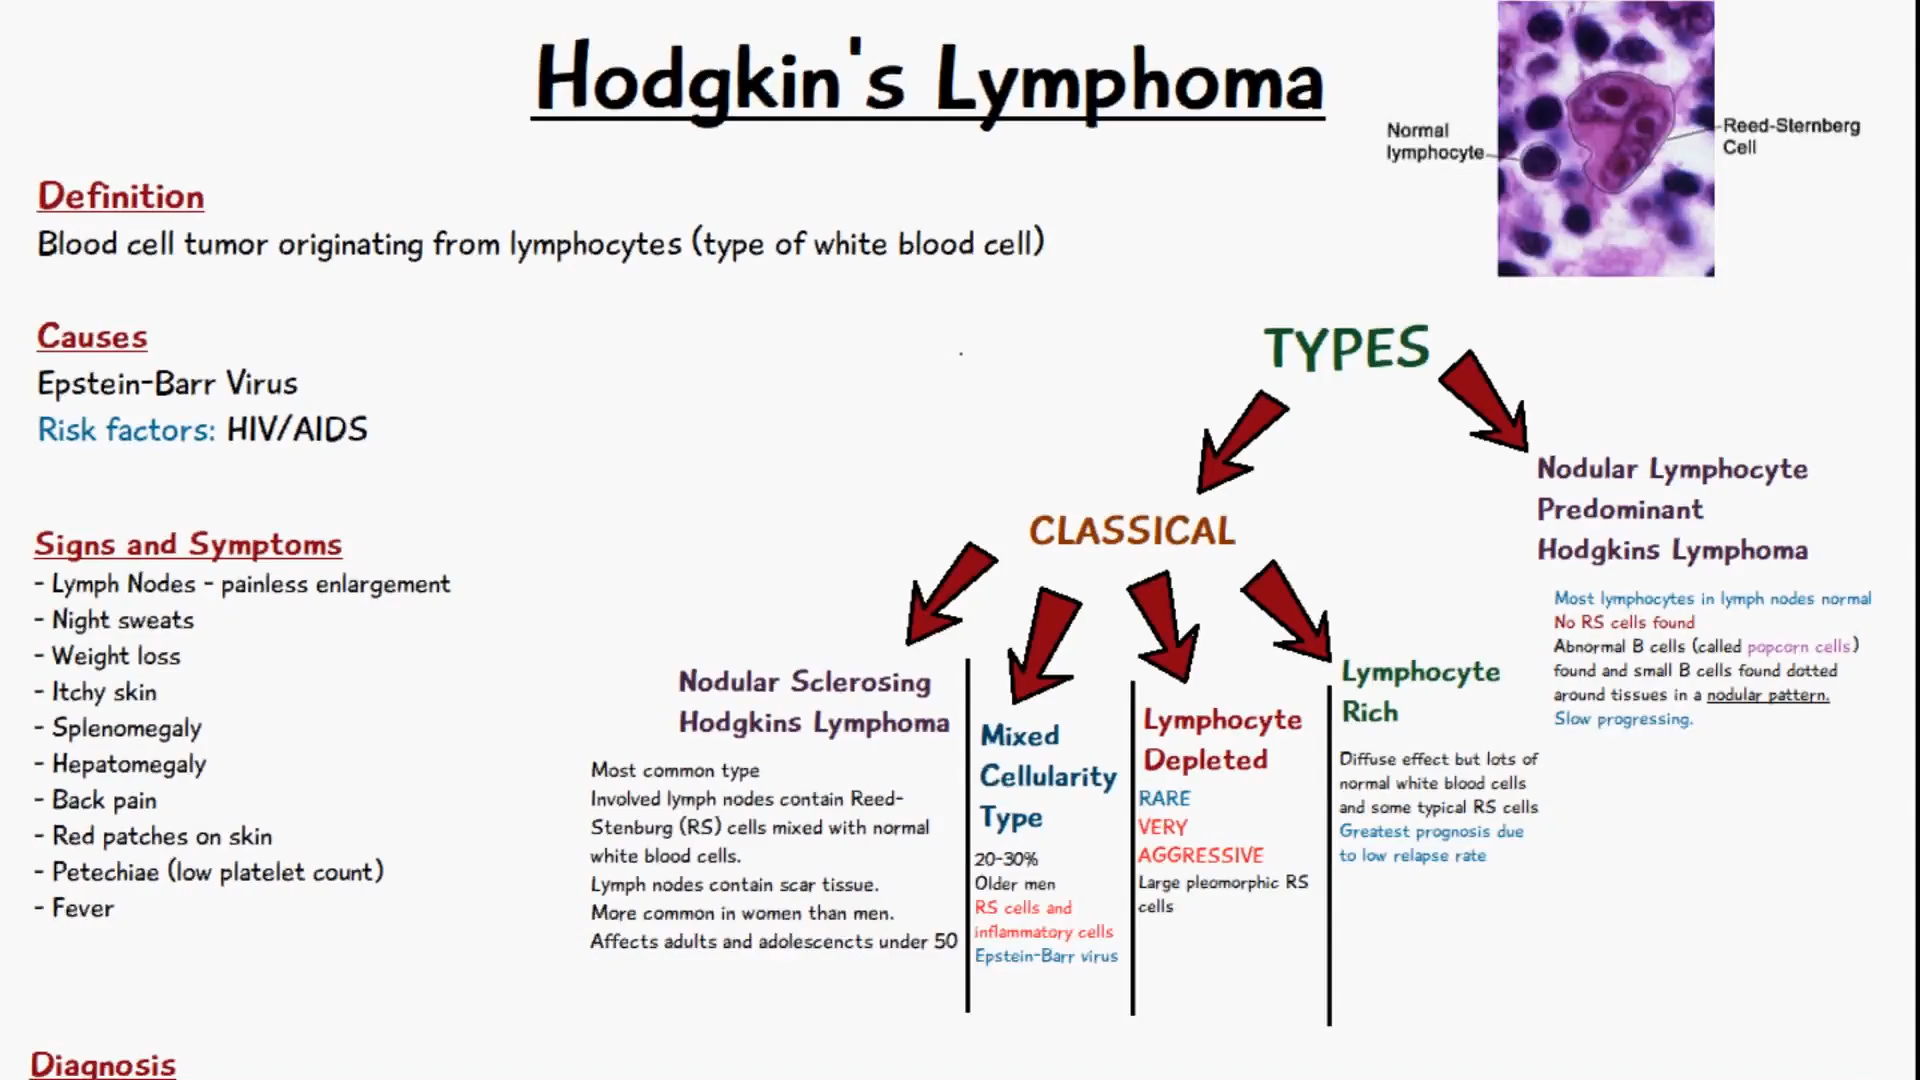 Hodgkin's Lymphoma
Normal
lymphocyte
Reed-Sternberg
Cell
Definition
Blood cell tumor originating from lymphocytes (type of white blood cell)
Causes
Epstein-Barr Virus
Risk factors: HIV/AIDS
Signs and Symptoms
- Lymph Nodes - painless enlargement
- Night sweats
- Weight loss
- Itchy skin
- Splenomegaly
- Hepatomegaly
- Back pain
- Red patches on skin
- Petechiae (low platelet count)
- Fever
Diagnosis
TYPES
CLASSICAL
Nodular Sclerosing
Hodgkins Lymphoma
Most common type
Involved lymph nodes contain Reed-
Stenburg (RS) cells mixed with normal
white blood cells.
Lymph nodes contain scar tissue.
More common in women than men.
Affects adults and adolescencts under 50
Mixed
Cellularity
Type
20-30%
Older men
RS cells and
inflammatory cells
Epstein-Barr virus
Lymphocyte
Depleted
RARE
VERY
AGGRESSIVE
Large pleomorphic RS
cells
Lymphocyte
Rich
Diffuse effect but lots of
normal white blood cells
and some typical RS cells
Greatest prognosis due
to low relapse rate
Nodular Lymphocyte
Predominant
Hodgkins Lymphoma
Most lymphocytes in lymph nodes normal
No RS cells found
Abnormal B cells (called popcorn cells)
found and small B cells found dotted
around tissues in a nodular pattern.
Slow progressing.